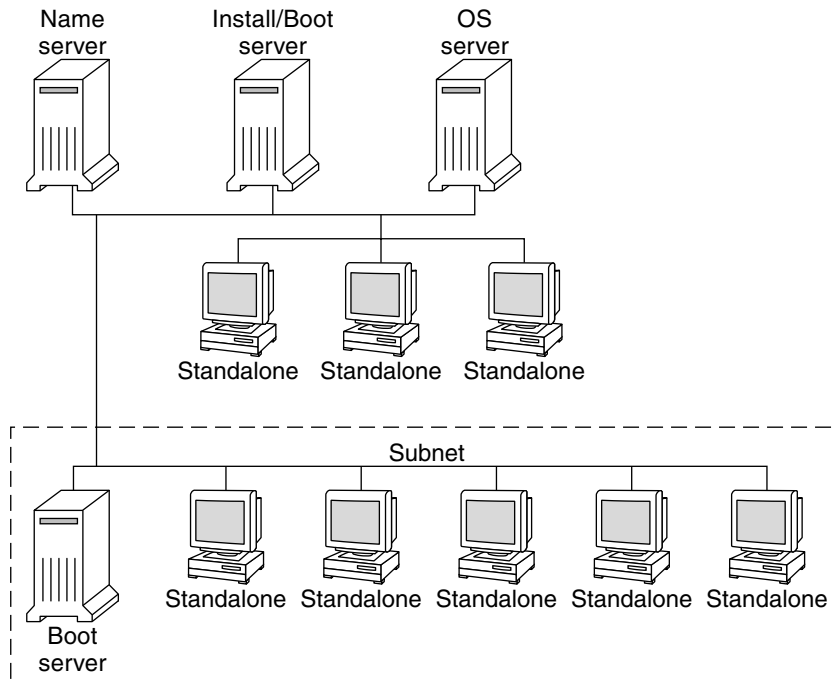 Name
server
Install/Boot
server
OS
server
Standalone
Standalone
Standalone
Subnet
Standalone
Standalone
Standalone
Standalone
Standalone
Boot
server